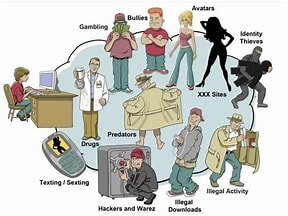 Avatars
Bullies
Gambling
Identity
Thieves
XXX Sites
Predators
Drugs
Texting / Sexting
Illegal Activity
Illegal
Downloads
Hackers and Warez